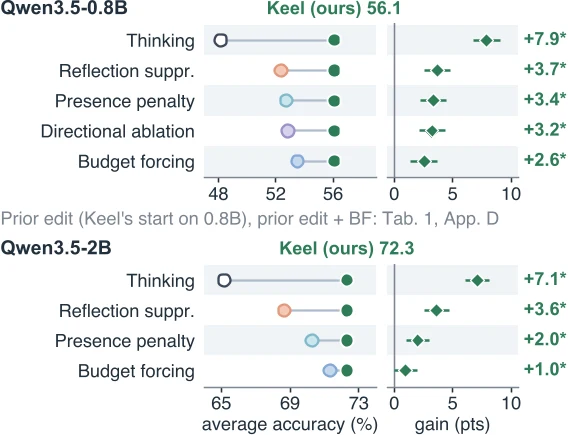 Qwen3.5-0.8B Keel (ours) 56.1
Thinking +7.9*
Reflection suppr. +3.7*
Presence penalty +3.4*
Directional ablation +3.2*
Budget forcing +2.6*
48 52 56 0 5 10
Prior edit (Keel's start on 0.8B), prior edit + BF: Tab. 1, App. D
Qwen3.5-2B Keel (ours) 72.3
Thinking +7.1*
Reflection suppr. +3.6*
Presence penalty +2.0*
Budget forcing +1.0*
65 69 73 0 5 10
average accuracy (%) gain (pts)